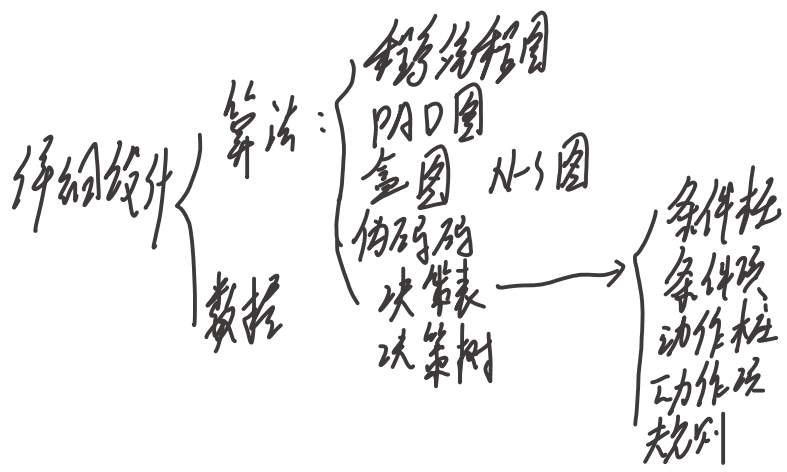 详细设计
算法：
程序流程图
PAD图
盒图 N-S图
伪码
决策表
决策树
数据
条件桩
条件项
动作桩
动作项
规则